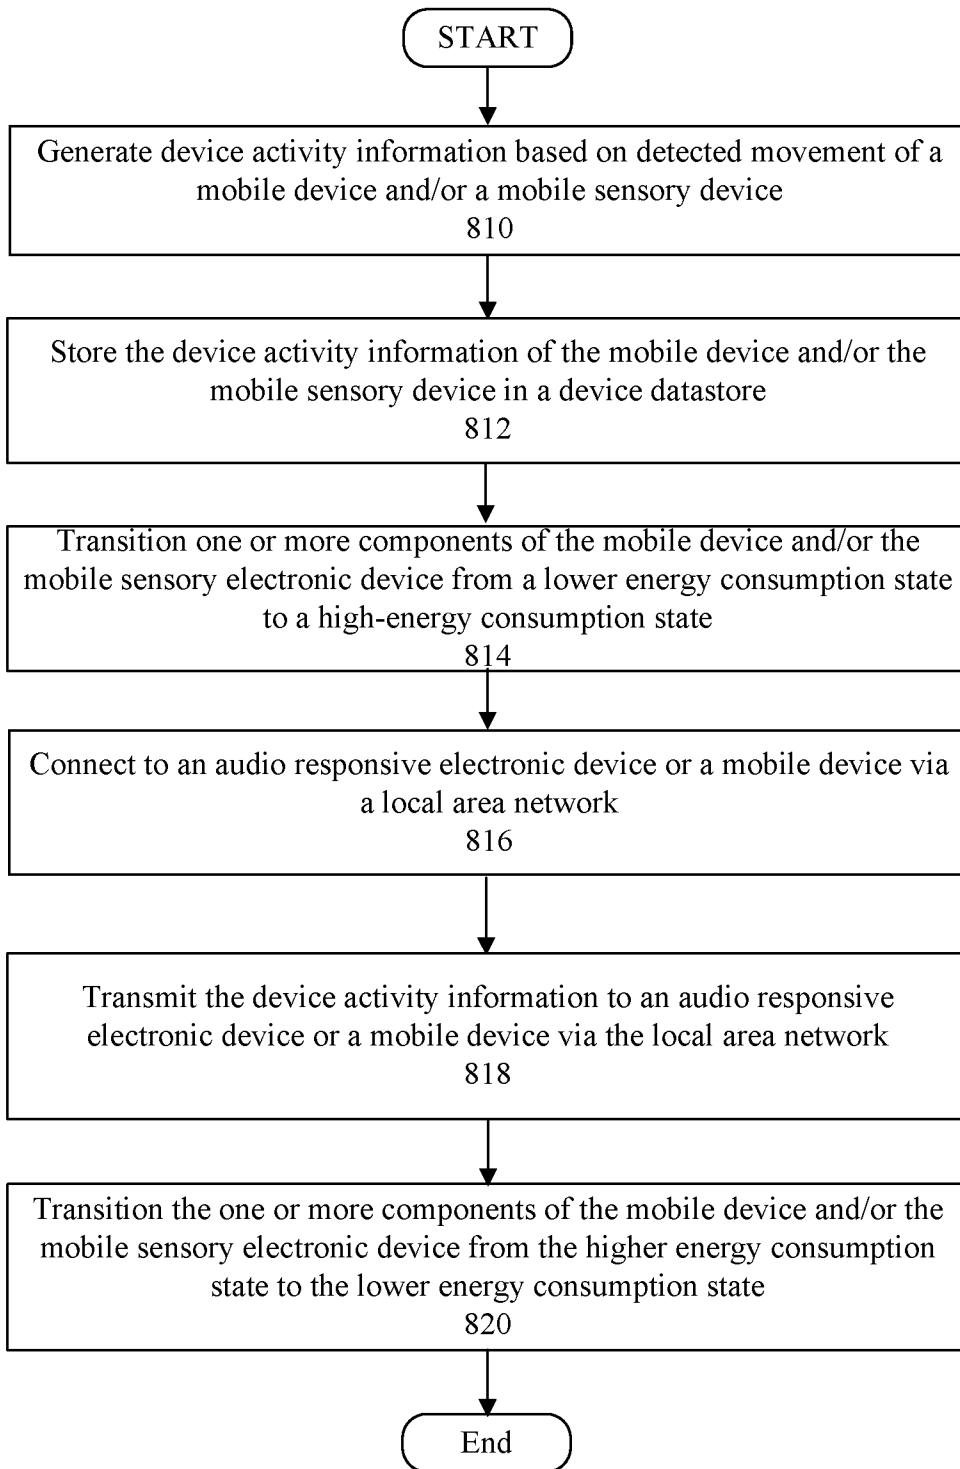 START
Generate device activity information based on detected movement of a
mobile device and/or a mobile sensory device
810
Store the device activity information of the mobile device and/or the
mobile sensory device in a device datastore
812
Transition one or more components of the mobile device and/or the
mobile sensory electronic device from a lower energy consumption state
to a high-energy consumption state
814
Connect to an audio responsive electronic device or a mobile device via
a local area network
816
Transmit the device activity information to an audio responsive
electronic device or a mobile device via the local area network
818
Transition the one or more components of the mobile device and/or the
mobile sensory electronic device from the higher energy consumption
state to the lower energy consumption state
820
End